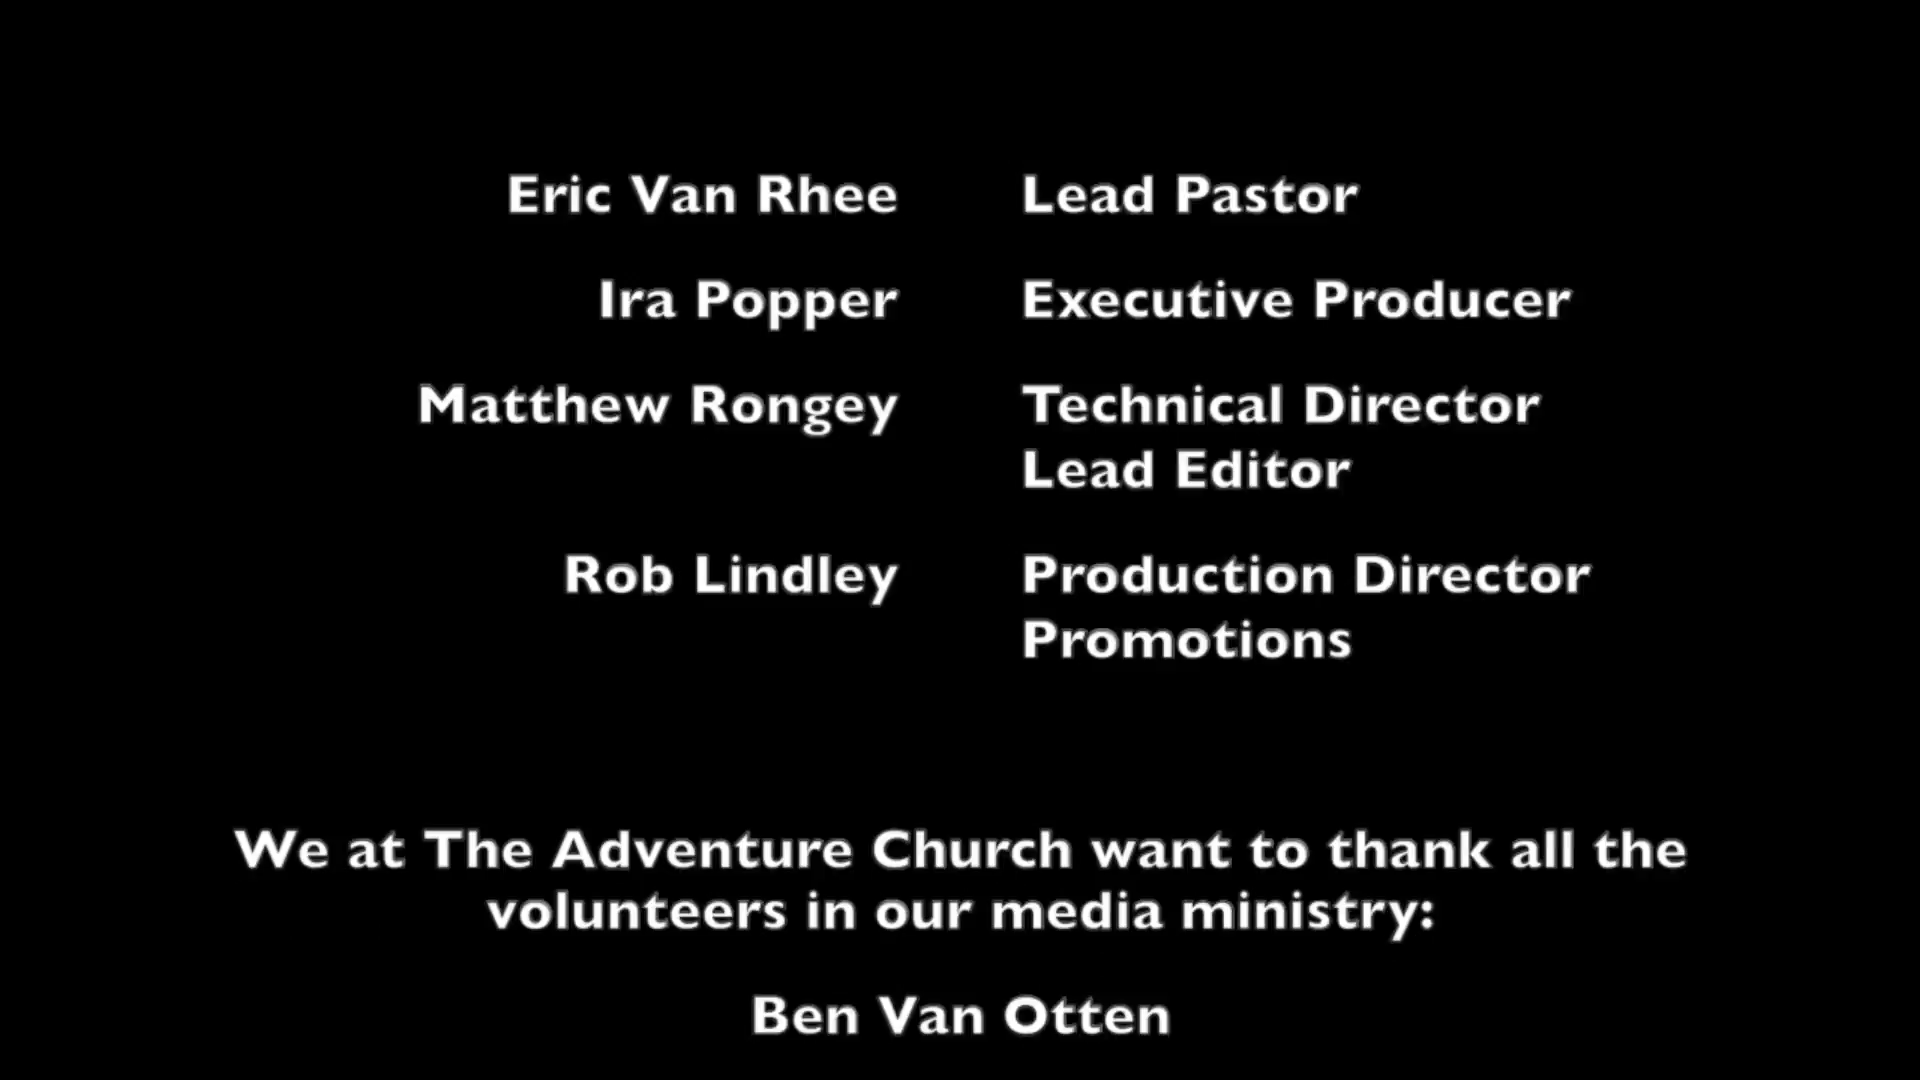 Eric Van Rhee Lead Pastor
Ira Popper Executive Producer
Matthew Rongey Technical Director
Lead Editor
Rob Lindley Production Director
Promotions
We at The Adventure Church want to thank all the
volunteers in our media ministry:
Ben Van Otten